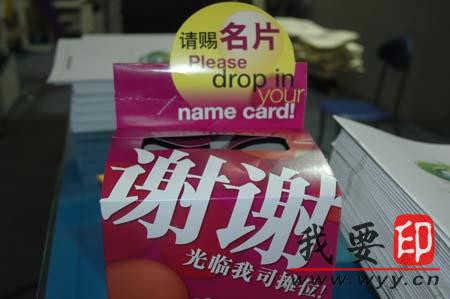 请赐名片
Please
drop in
your
name card!
谢谢
光临我司摊位!
我要印
www.wyy.cn